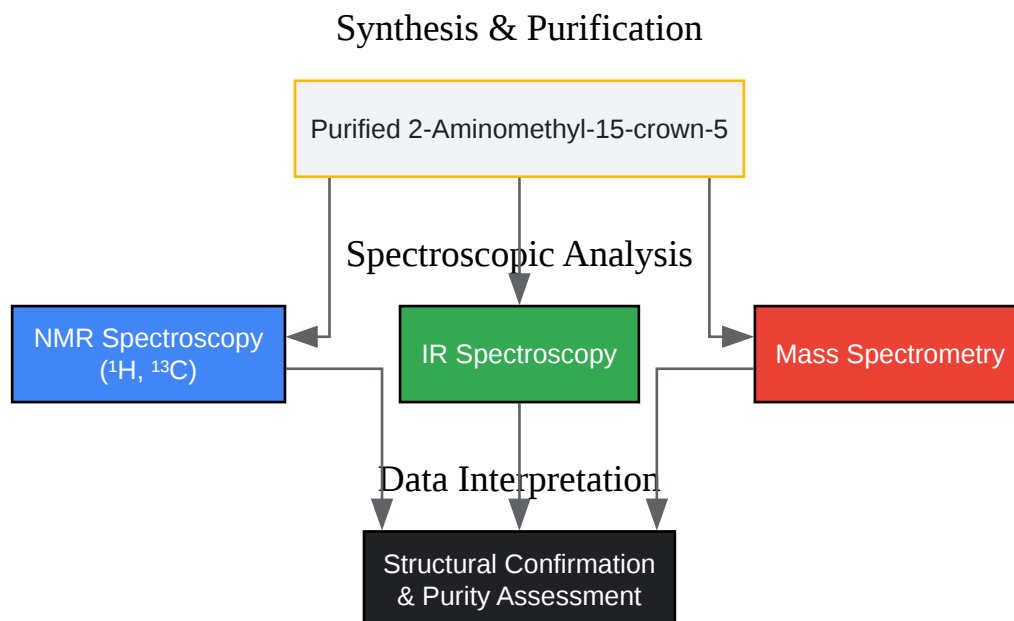 Synthesis & Purification
Purified 2-Aminomethyl-15-crown-5
Spectroscopic Analysis
NMR Spectroscopy
(¹H, ¹³C)
IR Spectroscopy
Mass Spectrometry
Data Interpretation
Structural Confirmation
& Purity Assessment